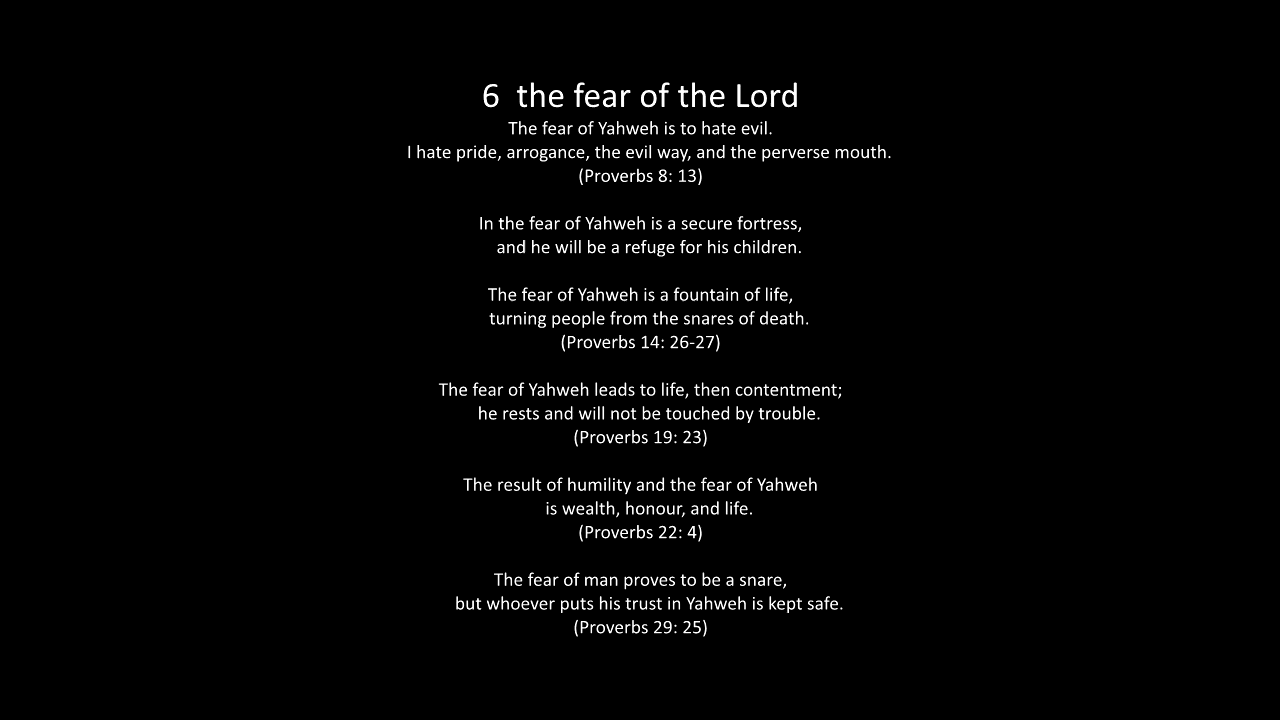 6  the fear of the Lord
The fear of Yahweh is to hate evil.
I hate pride, arrogance, the evil way, and the perverse mouth.
(Proverbs 8: 13)
In the fear of Yahweh is a secure fortress,
and he will be a refuge for his children.
The fear of Yahweh is a fountain of life,
turning people from the snares of death.
(Proverbs 14: 26-27)
The fear of Yahweh leads to life, then contentment;
he rests and will not be touched by trouble.
(Proverbs 19: 23)
The result of humility and the fear of Yahweh
is wealth, honour, and life.
(Proverbs 22: 4)
The fear of man proves to be a snare,
but whoever puts his trust in Yahweh is kept safe.
(Proverbs 29: 25)